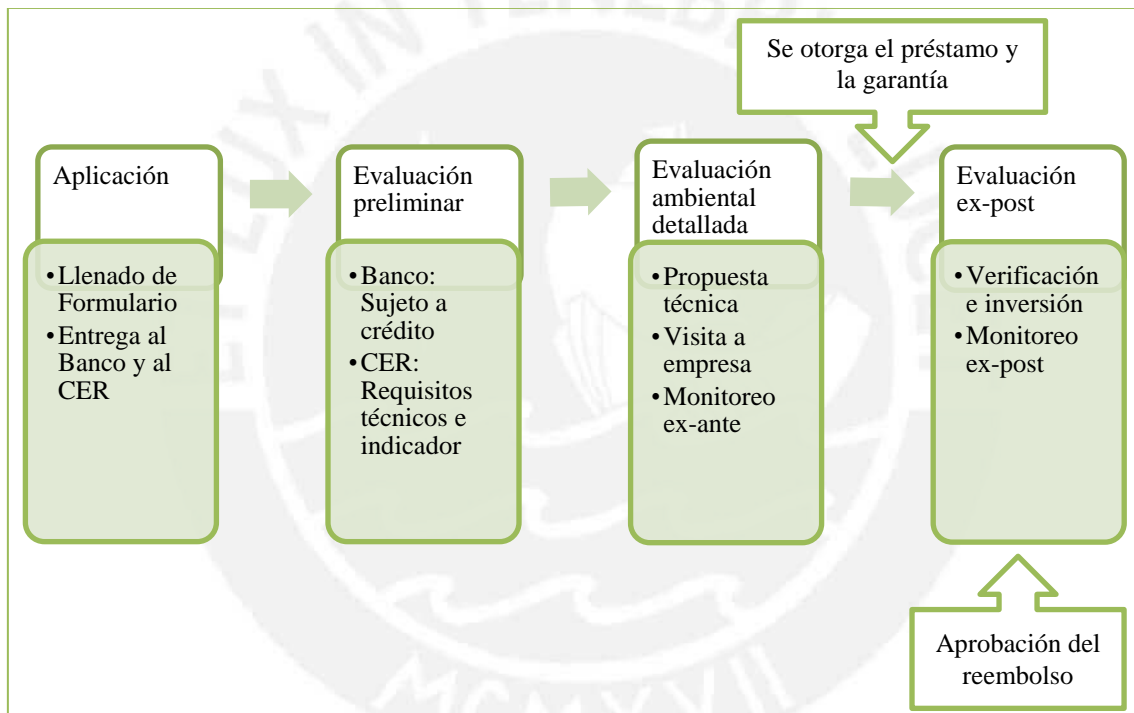 Se otorga el préstamo y
la garantía
Aplicación
• Llenado de
Formulario
• Entrega al
Banco y al
CER
Evaluación
preliminar
• Banco:
Sujeto a
crédito
• CER:
Requisitos
técnicos e
indicador
Evaluación
ambiental
detallada
• Propuesta
técnica
• Visita a
empresa
• Monitoreo
ex-ante
Evaluación
ex-post
• Verificación
e inversión
• Monitoreo
ex-post
Aprobación del
reembolso
MCMXVII